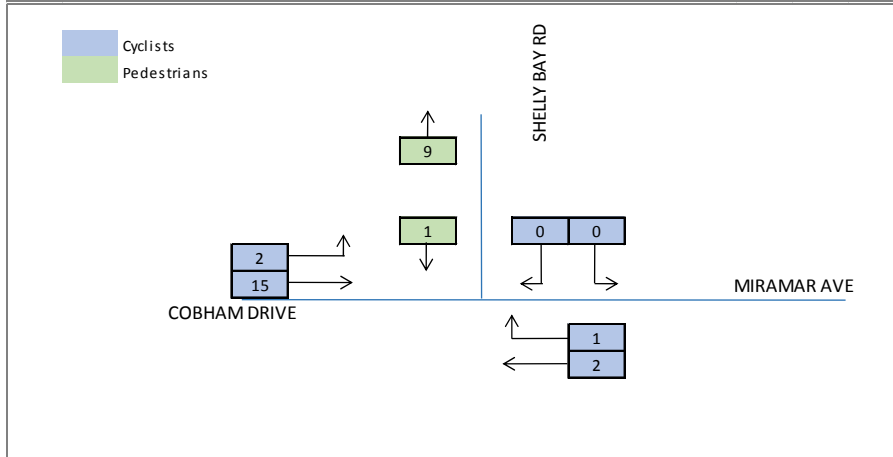 Cyclists
Pedestrians
SHELLY BAY RD
9
1
0 0
2
15
MIRAMAR AVE
COBHAM DRIVE
1
2